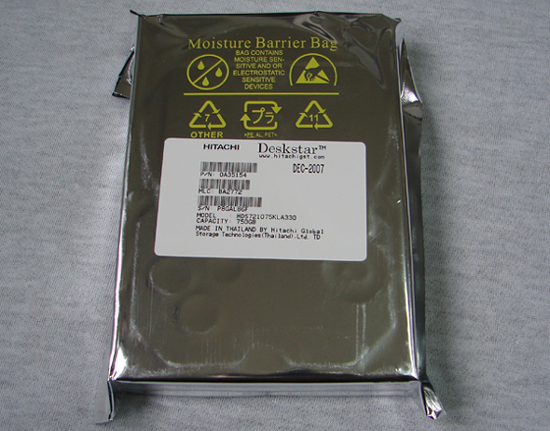 Moisture Barrier Bag
BAG CONTAINS
MOISTURE SEN-
SITIVE AND OR
ELECTROSTATIC
SENSITIVE
DEVICES
7
OTHER
プラ
11
HITACHI Deskstar™
www.hitachigst.com
DEC-2007
P/N: 0A35154
MLC: BA2772
S/N:
MODEL HDS721075KLA330
CAPACITY: 750GB
MADE IN THAILAND BY Hitachi Global
Storage Technologies(Thailand).Ltd. TD